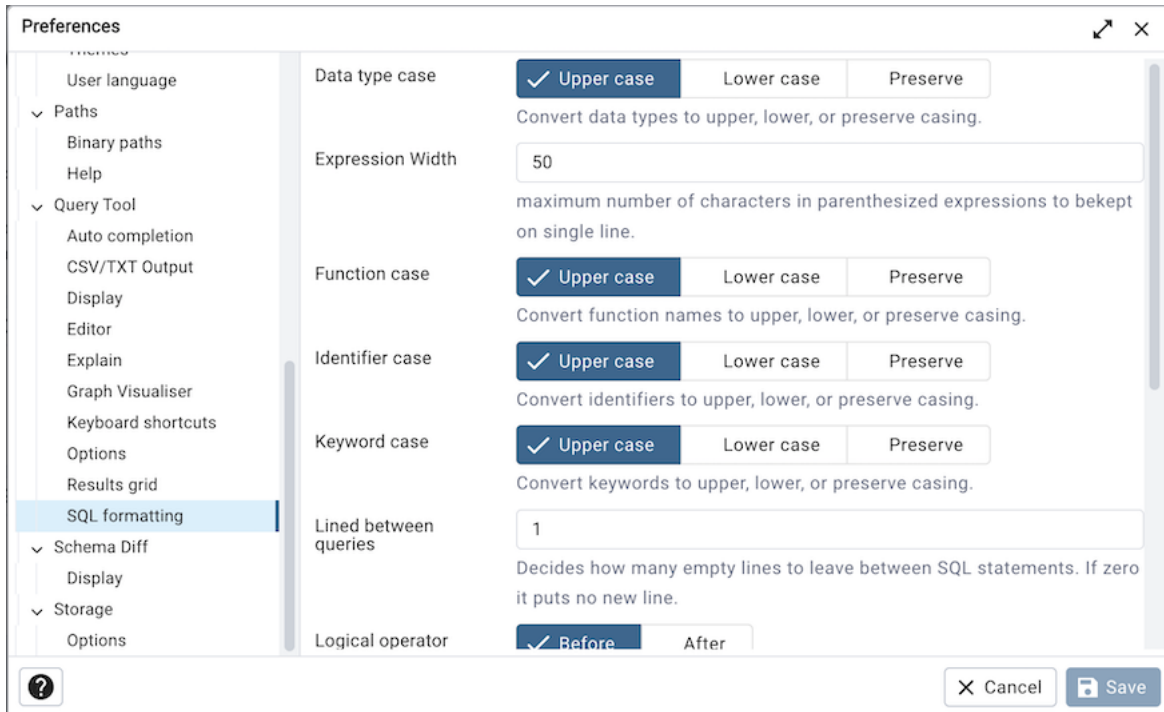 Preferences
User language
Paths
Binary paths
Help
Query Tool
Auto completion
CSV/TXT Output
Display
Editor
Explain
Graph Visualiser
Keyboard shortcuts
Options
Results grid
SQL formatting
Schema Diff
Display
Storage
Options
Data type case
Upper case Lower case Preserve
Convert data types to upper, lower, or preserve casing.
Expression Width
50
maximum number of characters in parenthesized expressions to bekept
on single line.
Function case
Upper case Lower case Preserve
Convert function names to upper, lower, or preserve casing.
Identifier case
Upper case Lower case Preserve
Convert identifiers to upper, lower, or preserve casing.
Keyword case
Upper case Lower case Preserve
Convert keywords to upper, lower, or preserve casing.
Lined between
queries
1
Decides how many empty lines to leave between SQL statements. If zero
it puts no new line.
Logical operator
Before After
? Cancel Save